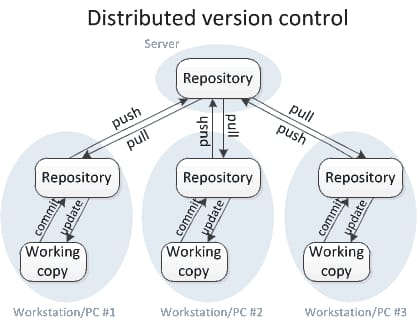 Distributed version control
Server
Repository
push
pull
push
pull
pull
push
Repository
Repository
Repository
commit
update
commit
update
commit
update
Working
copy
Working
copy
Working
copy
Workstation/PC #1
Workstation/PC #2
Workstation/PC #3